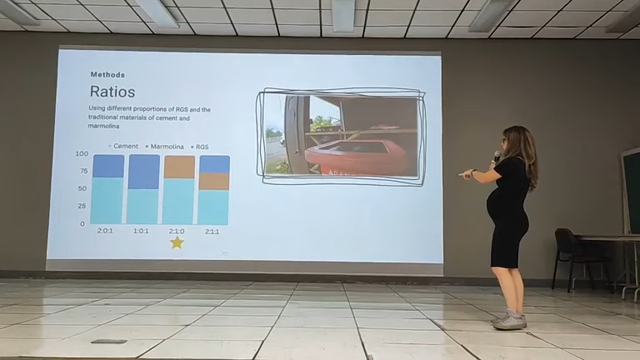 Methods
Ratios
Using different proportions of RGS and the
traditional materials of cement and
marmolina
Cement Marmolina RGS
100
75
50
25
0
2:0:1 1:0:1 2:1:0 2:1:1